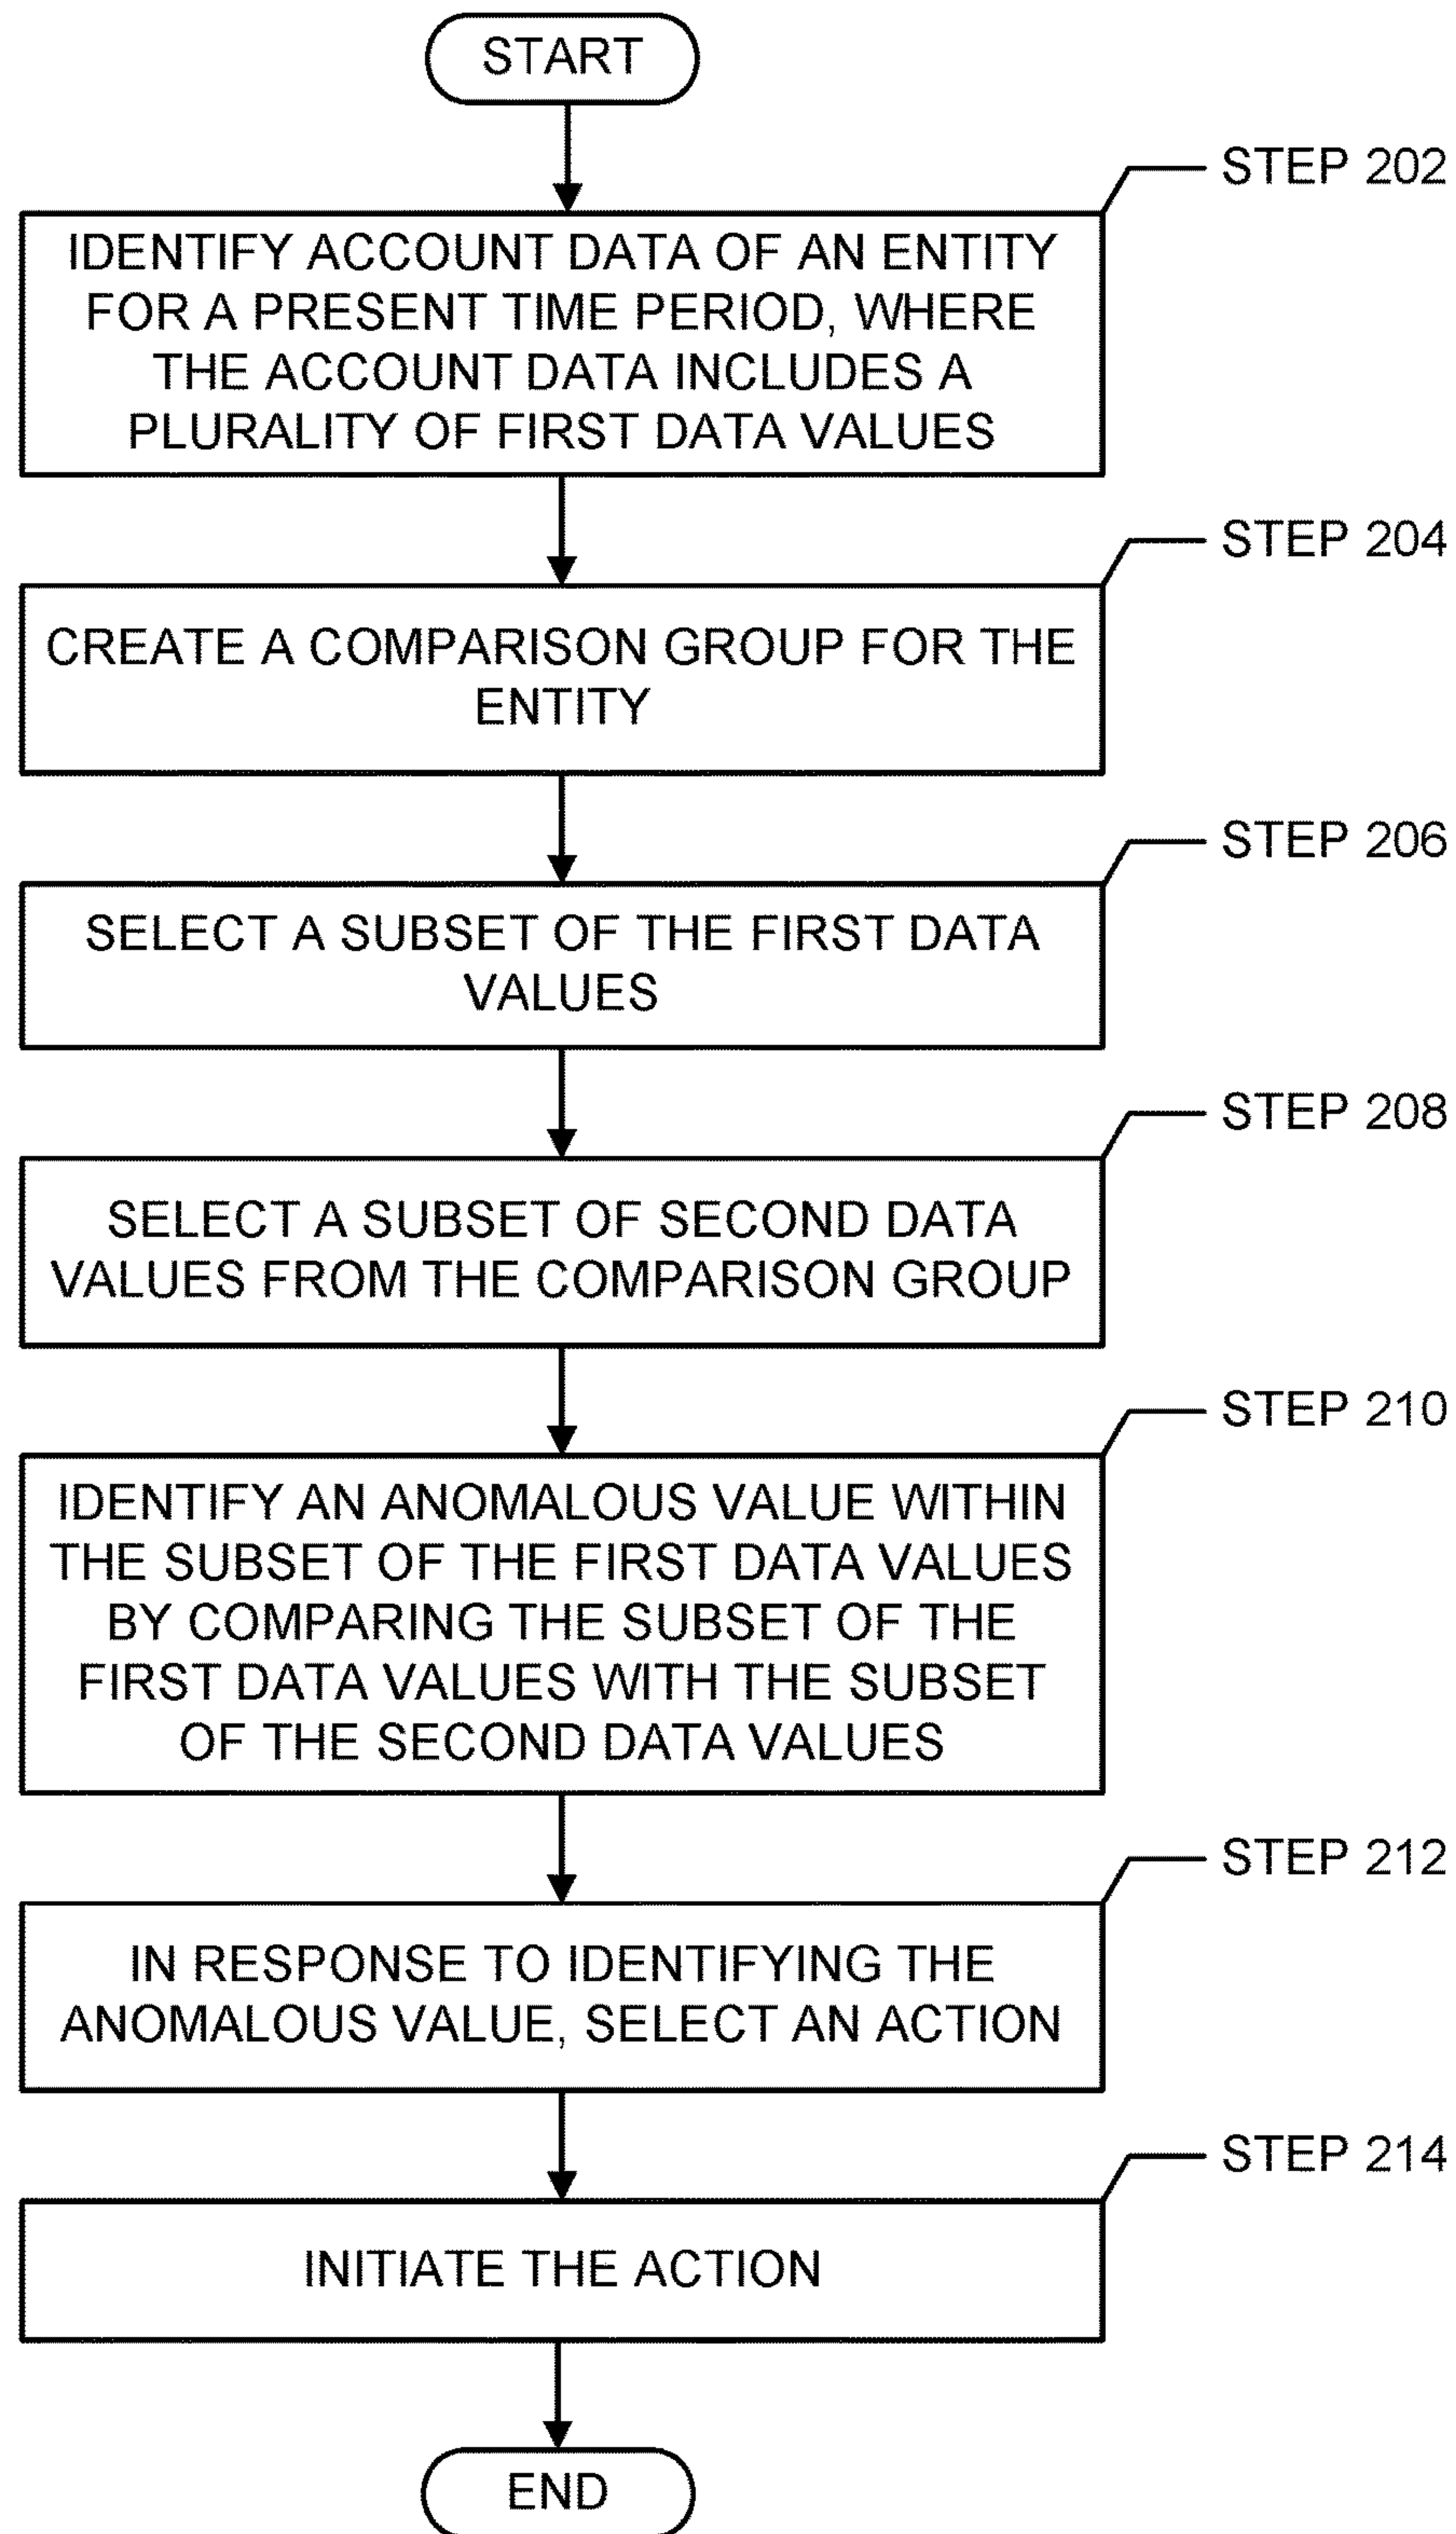 START
STEP 202
IDENTIFY ACCOUNT DATA OF AN ENTITY
FOR A PRESENT TIME PERIOD, WHERE
THE ACCOUNT DATA INCLUDES A
PLURALITY OF FIRST DATA VALUES
STEP 204
CREATE A COMPARISON GROUP FOR THE
ENTITY
STEP 206
SELECT A SUBSET OF THE FIRST DATA
VALUES
STEP 208
SELECT A SUBSET OF SECOND DATA
VALUES FROM THE COMPARISON GROUP
STEP 210
IDENTIFY AN ANOMALOUS VALUE WITHIN
THE SUBSET OF THE FIRST DATA VALUES
BY COMPARING THE SUBSET OF THE
FIRST DATA VALUES WITH THE SUBSET
OF THE SECOND DATA VALUES
STEP 212
IN RESPONSE TO IDENTIFYING THE
ANOMALOUS VALUE, SELECT AN ACTION
STEP 214
INITIATE THE ACTION
END